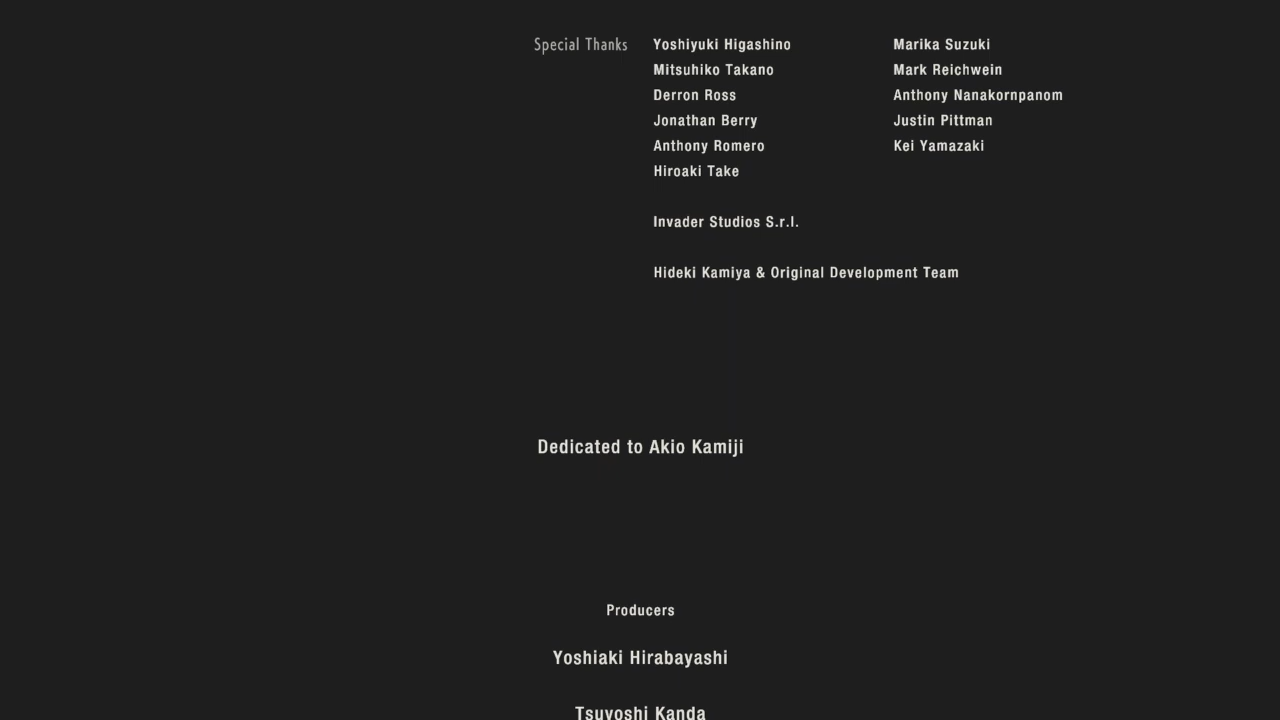 Special Thanks Yoshiyuki Higashino Marika Suzuki
Mitsuhiko Takano Mark Reichwein
Derron Ross Anthony Nanakornpanom
Jonathan Berry Justin Pittman
Anthony Romero Kei Yamazaki
Hiroaki Take
Invader Studios S.r.l.
Hideki Kamiya & Original Development Team
Dedicated to Akio Kamiji
Producers
Yoshiaki Hirabayashi
Tsuyoshi Kanda